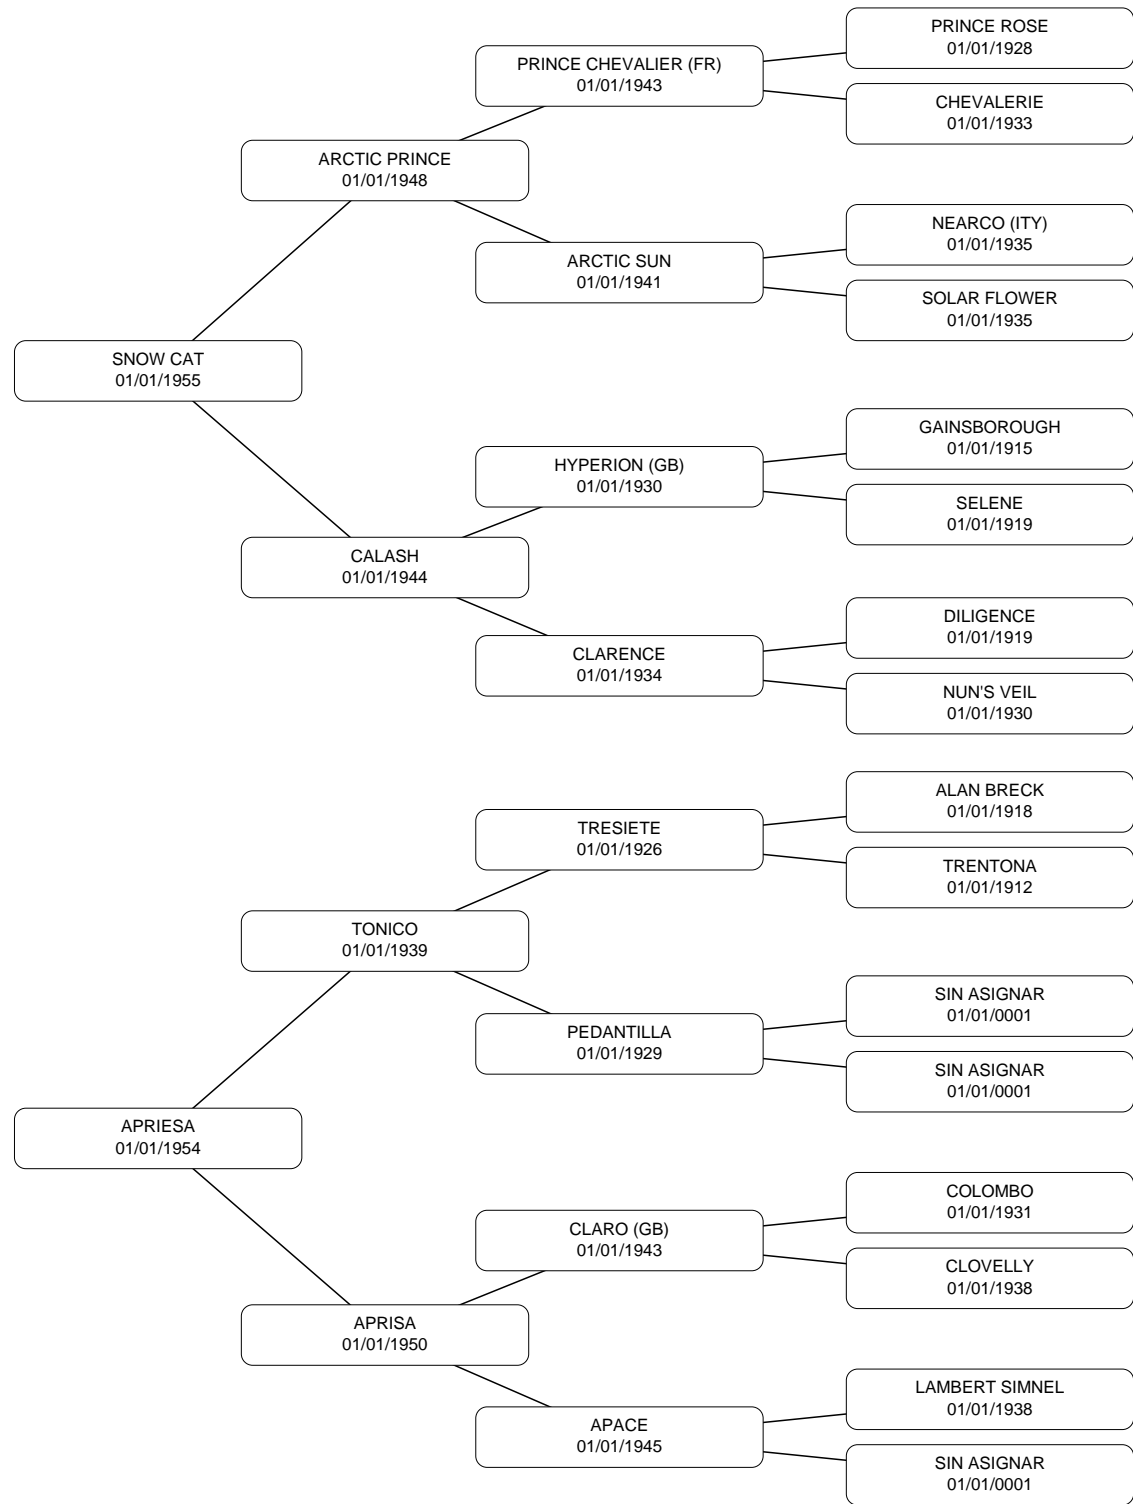 PRINCE ROSE
01/01/1928
PRINCE CHEVALIER (FR)
01/01/1943
CHEVALERIE
01/01/1933
ARCTIC PRINCE
01/01/1948
NEARCO (ITY)
01/01/1935
ARCTIC SUN
01/01/1941
SOLAR FLOWER
01/01/1935
SNOW CAT
01/01/1955
GAINSBOROUGH
01/01/1915
HYPERION (GB)
01/01/1930
SELENE
01/01/1919
CALASH
01/01/1944
DILIGENCE
01/01/1919
CLARENCE
01/01/1934
NUN'S VEIL
01/01/1930
ALAN BRECK
01/01/1918
TRESIETE
01/01/1926
TRENTONA
01/01/1912
TONICO
01/01/1939
SIN ASIGNAR
01/01/0001
PEDANTILLA
01/01/1929
SIN ASIGNAR
01/01/0001
APRIESA
01/01/1954
COLOMBO
01/01/1931
CLARO (GB)
01/01/1943
CLOVELLY
01/01/1938
APRISA
01/01/1950
LAMBERT SIMNEL
01/01/1938
APACE
01/01/1945
SIN ASIGNAR
01/01/0001